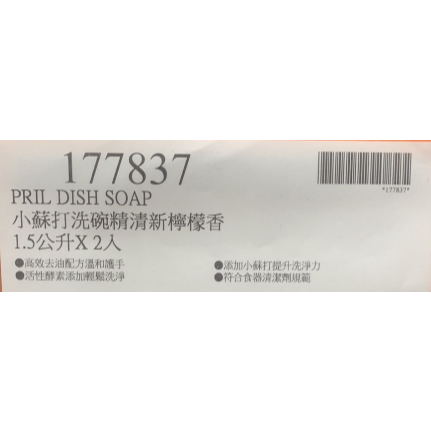 177837
*177837*
PRIL DISH SOAP
小蘇打洗碗精清新檸檬香
1.5公升X 2入
●高效去油配方溫和護手
●添加小蘇打提升洗淨力
●活性酵素添加輕鬆洗淨
●符合食器清潔劑規範